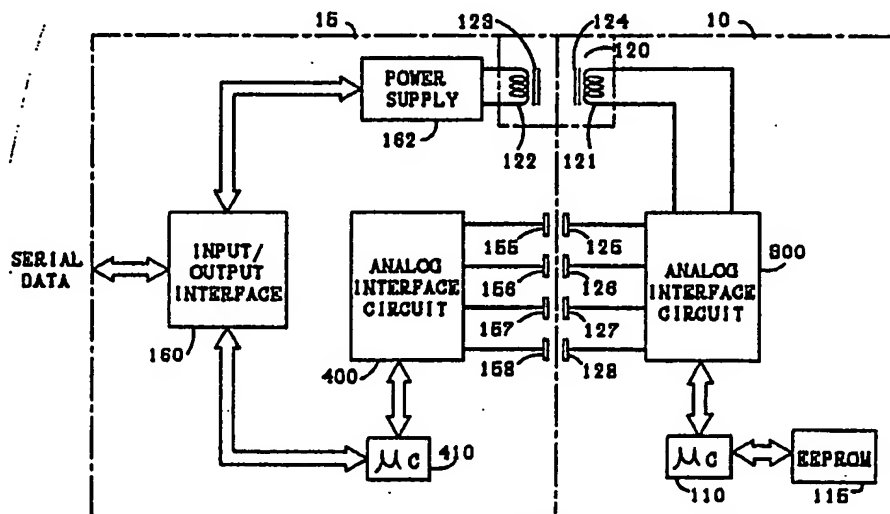 15
123
124
120
10
POWER
SUPPLY
162
122
121
SERIAL
DATA
INPUT/
OUTPUT
INTERFACE
160
ANALOG
INTERFACE
CIRCUIT
400
155
125
156
126
157
127
158
128
ANALOG
INTERFACE
CIRCUIT
800
μC
410
μC
110
EEPROM
115